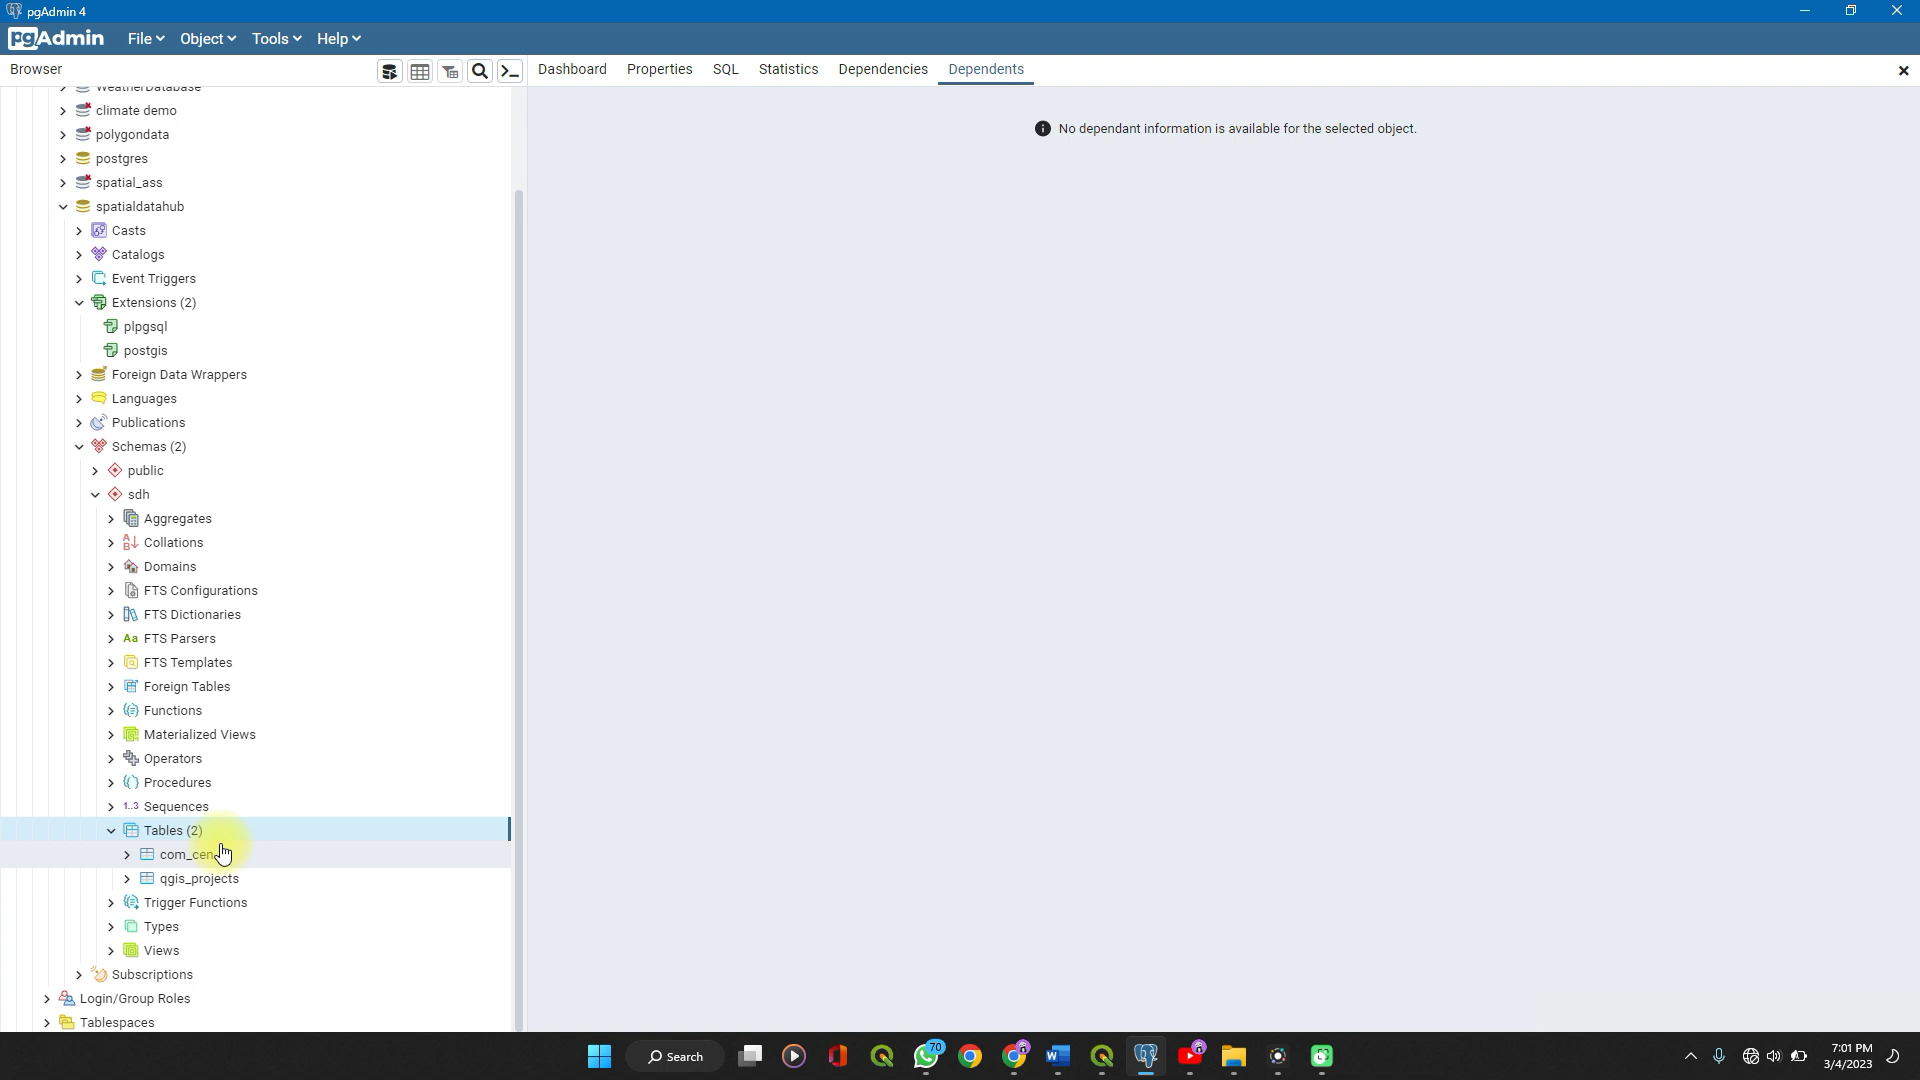 pgAdmin 4
pgAdmin File Object Tools Help
Browser
Dashboard Properties SQL Statistics Dependencies Dependents
WeatherDatabase
climate demo
polygondata
postgres
spatial_ass
spatialdatahub
Casts
Catalogs
Event Triggers
Extensions (2)
plpgsql
postgis
Foreign Data Wrappers
Languages
Publications
Schemas (2)
public
sdh
Aggregates
Collations
Domains
FTS Configurations
FTS Dictionaries
Aa FTS Parsers
FTS Templates
Foreign Tables
Functions
Materialized Views
Operators
Procedures
1..3 Sequences
Tables (2)
qgis_projects
Trigger Functions
Types
Views
Subscriptions
Login/Group Roles
Tablespaces
No dependant information is available for the selected object.
Search
70
7:01 PM
3/4/2023